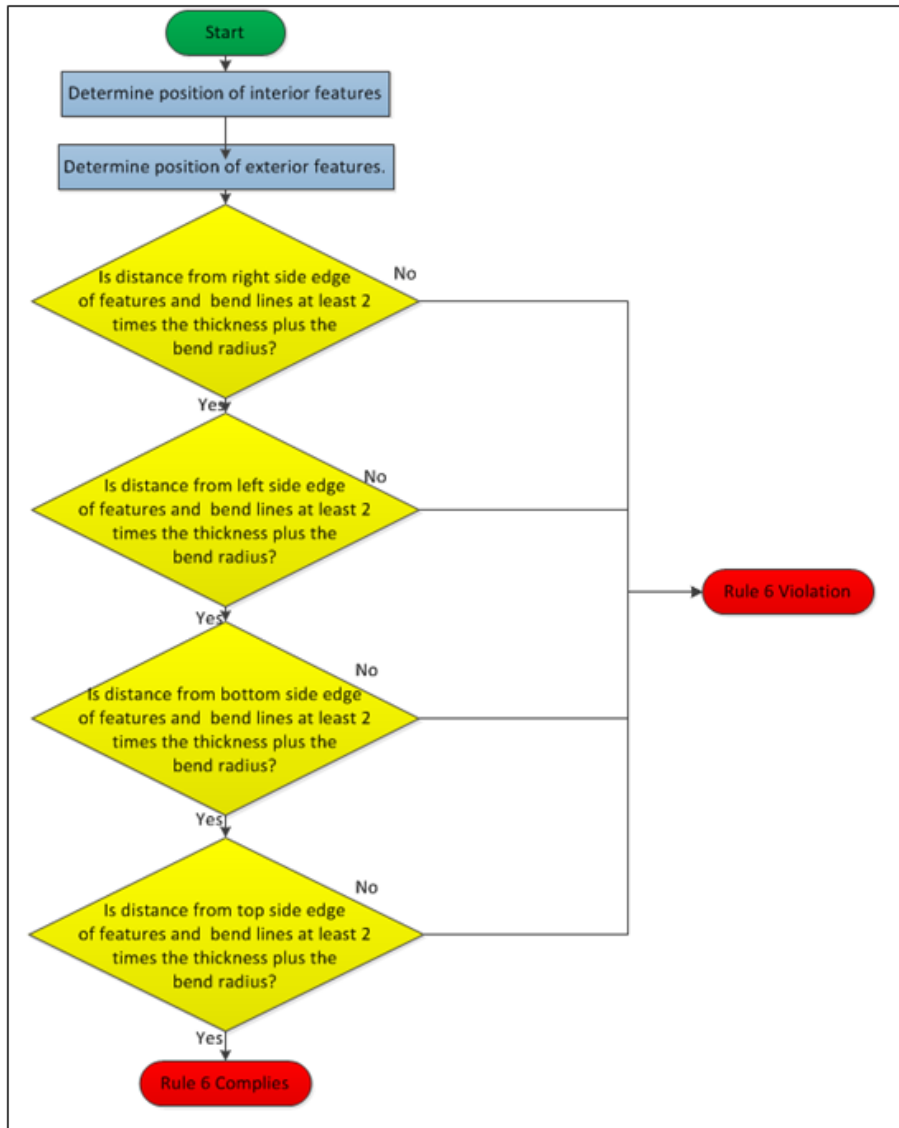 Start
Determine position of interior features
Determine position of exterior features.
No
Is distance from right side edge
of features and  bend lines at least 2
times the thickness plus the
bend radius?
Yes
No
Is distance from left side edge
of features and  bend lines at least 2
times the thickness plus the
bend radius?
Rule 6 Violation
Yes
No
Is distance from bottom side edge
of features and  bend lines at least 2
times the thickness plus the
bend radius?
Yes
No
Is distance from top side edge
of features and  bend lines at least 2
times the thickness plus the
bend radius?
Yes
Rule 6 Complies